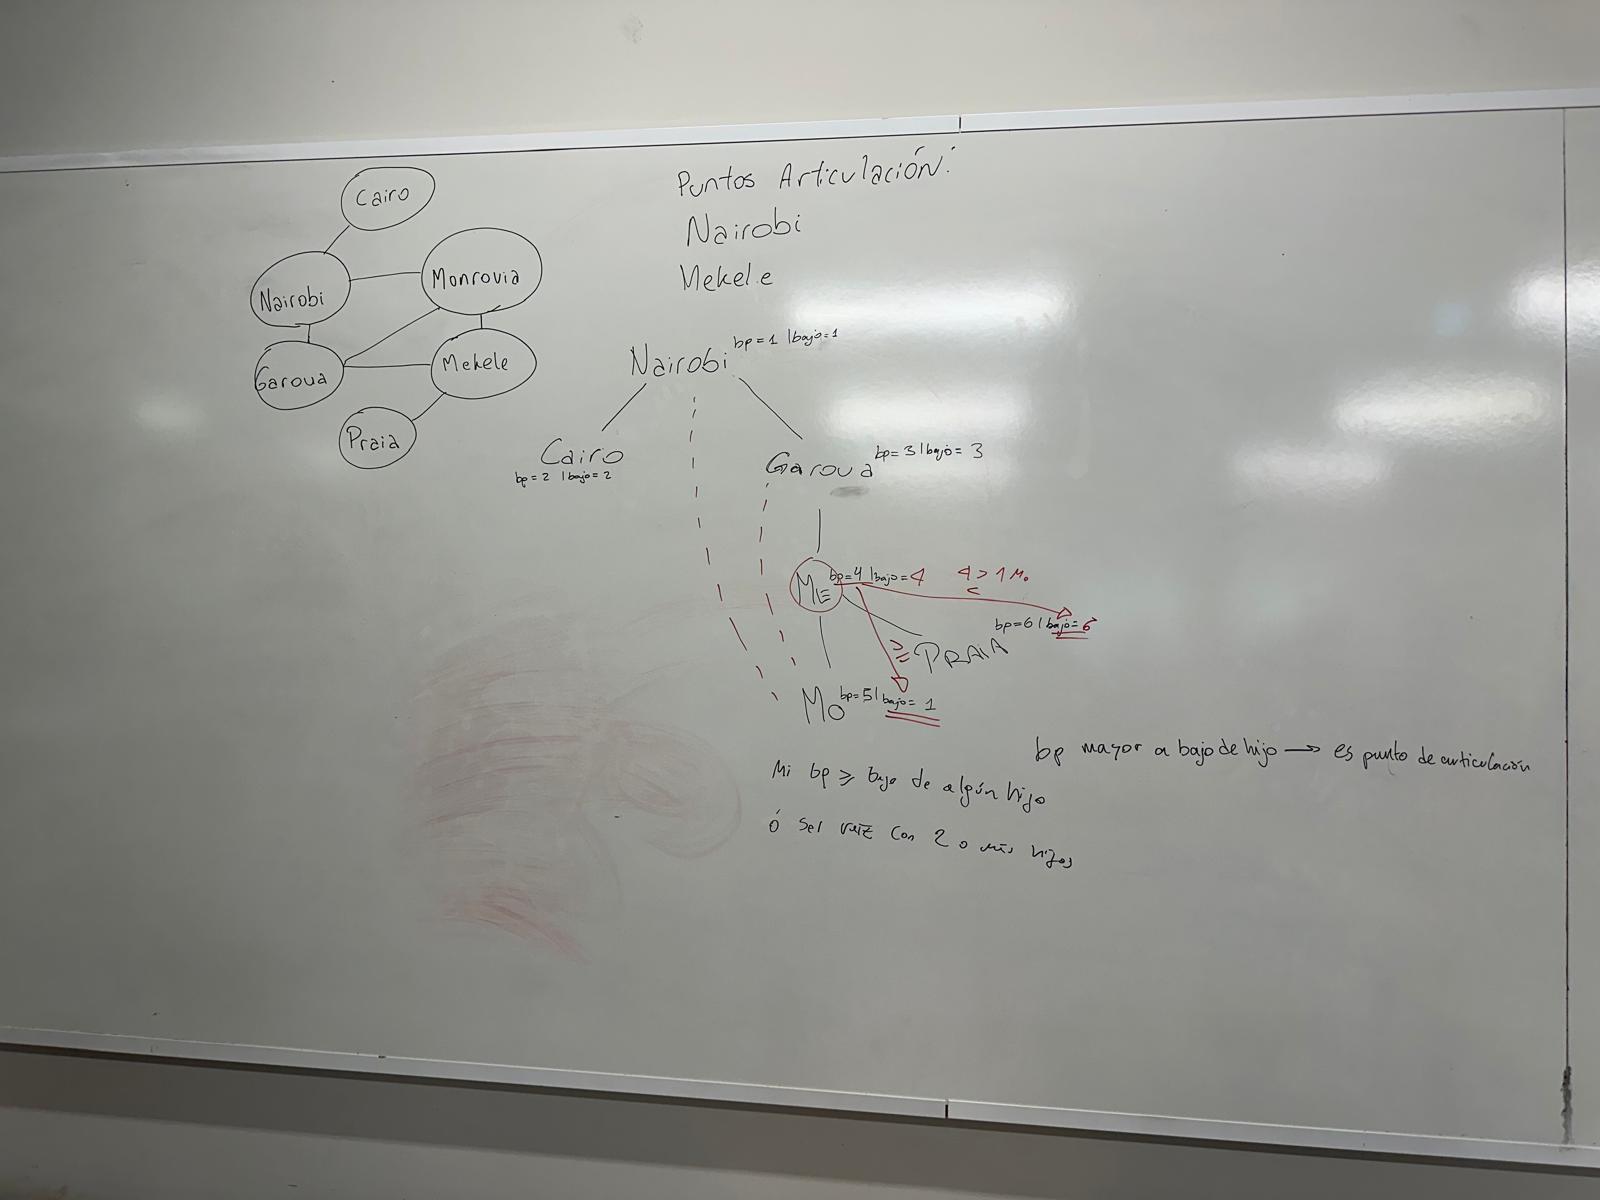 Cairo
Nairobi
Monrovia
Garoua
Mekele
Praia
Puntos Articulación:
Nairobi
Mekele
Nairobi bp=1 | bajo=1
Cairo
bp=2 | bajo=2
Garoua bp=3 | bajo=3
ME bp=4 | bajo=4 4>1 Mo
<
bp=6 | bajo=6
≥ PRAIA
Mo bp=5 | bajo=1
bp mayor a bajo de hijo → es punto de articulación
Mi bp ≥ bajo de algún hijo
ó ser raíz con 2 o más hijos